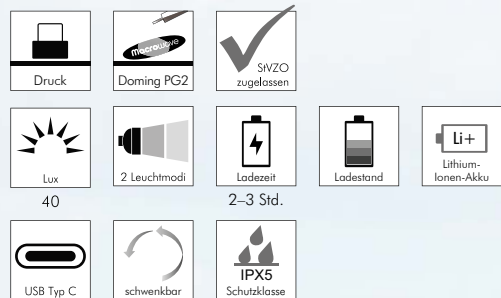 Druck
macrowave
Doming PG2
StVZO
zugelassen
Lux
40
2 Leuchtmodi
Ladezeit
2–3 Std.
Ladestand
Li+
Lithium-
Ionen-Akku
USB Typ C
schwenkbar
IPX5
Schutzklasse